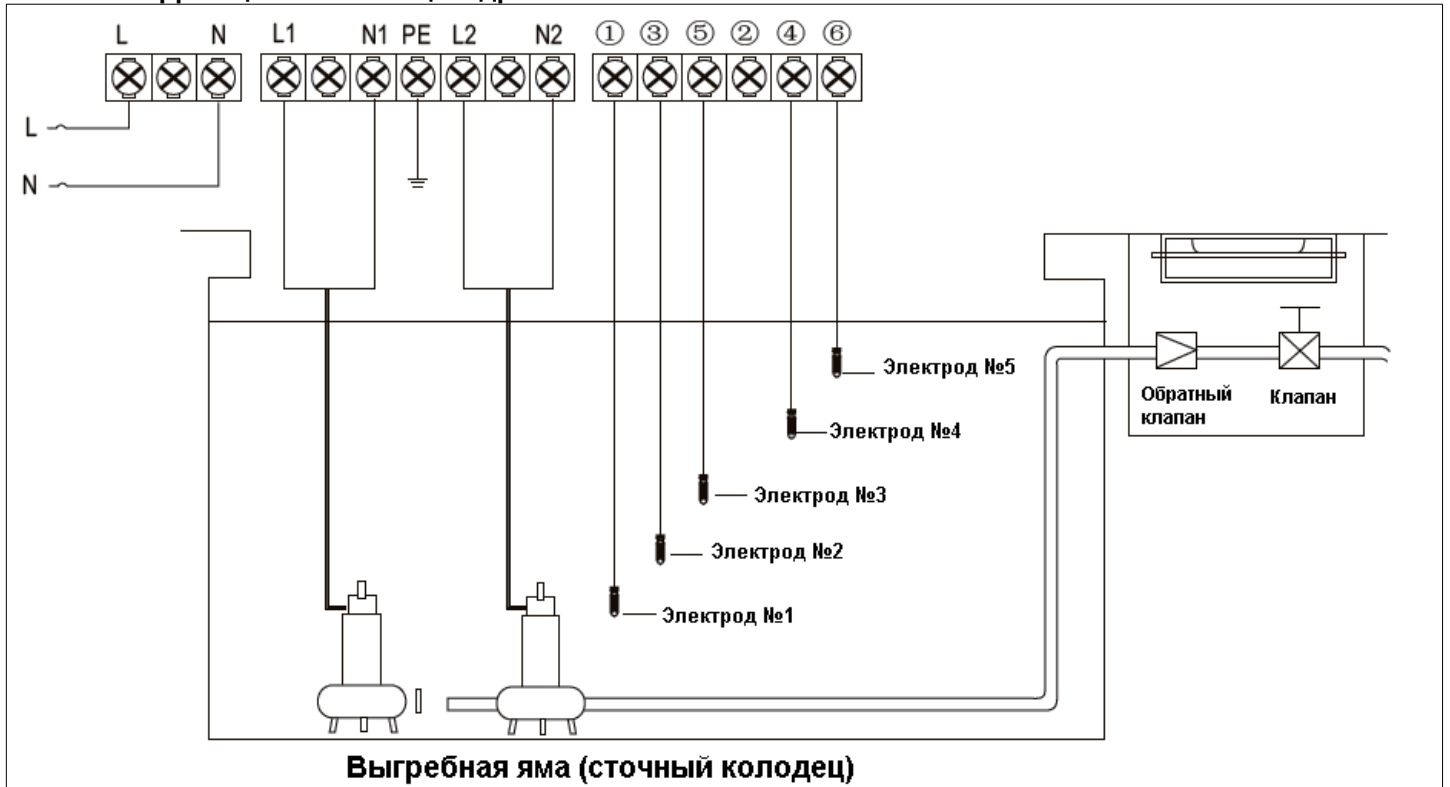 L N L1 N1 PE L2 N2 ① ③ ⑤ ② ④ ⑥
L
N
Электрод №5
Обратный клапан
Клапан
Электрод №4
Электрод №3
Электрод №2
Электрод №1
Выгребная яма (сточный колодец)